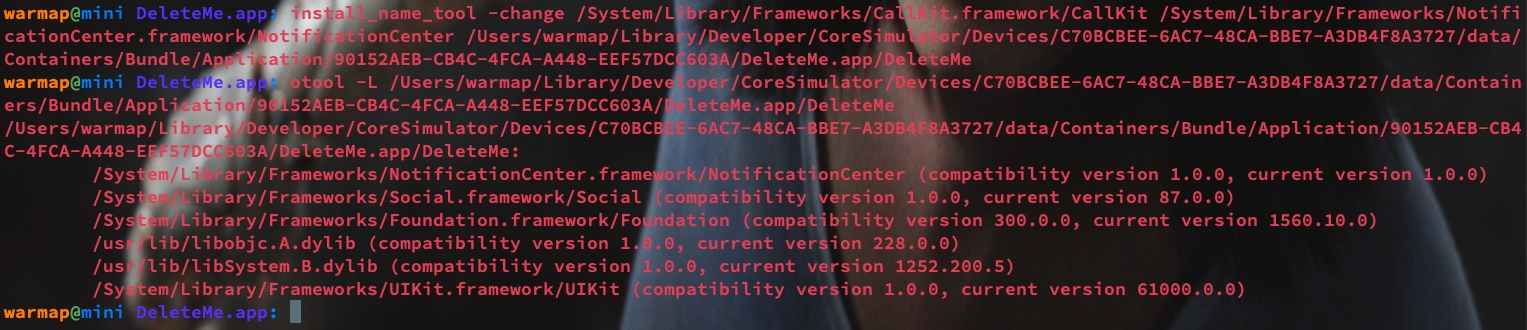 warmap@mini DeleteMe.app: install_name_tool -change /System/Library/Frameworks/CallKit.framework/CallKit /System/Library/Frameworks/Notifi
cationCenter.framework/NotificationCenter /Users/warmap/Library/Developer/CoreSimulator/Devices/C70BCBEE-6AC7-48CA-BBE7-A3DB4F8A3727/data/
Containers/Bundle/Application/90152AEB-CB4C-4FCA-A448-EEF57DCC603A/DeleteMe.app/DeleteMe
warmap@mini DeleteMe.app: otool -L /Users/warmap/Library/Developer/CoreSimulator/Devices/C70BCBEE-6AC7-48CA-BBE7-A3DB4F8A3727/data/Contain
ers/Bundle/Application/90152AEB-CB4C-4FCA-A448-EEF57DCC603A/DeleteMe.app/DeleteMe
/Users/warmap/Library/Developer/CoreSimulator/Devices/C70BCBEE-6AC7-48CA-BBE7-A3DB4F8A3727/data/Containers/Bundle/Application/90152AEB-CB4
C-4FCA-A448-EEF57DCC603A/DeleteMe.app/DeleteMe:
/System/Library/Frameworks/NotificationCenter.framework/NotificationCenter (compatibility version 1.0.0, current version 1.0.0)
/System/Library/Frameworks/Social.framework/Social (compatibility version 1.0.0, current version 87.0.0)
/System/Library/Frameworks/Foundation.framework/Foundation (compatibility version 300.0.0, current version 1560.10.0)
/usr/lib/libobjc.A.dylib (compatibility version 1.0.0, current version 228.0.0)
/usr/lib/libSystem.B.dylib (compatibility version 1.0.0, current version 1252.200.5)
/System/Library/Frameworks/UIKit.framework/UIKit (compatibility version 1.0.0, current version 61000.0.0)
warmap@mini DeleteMe.app: